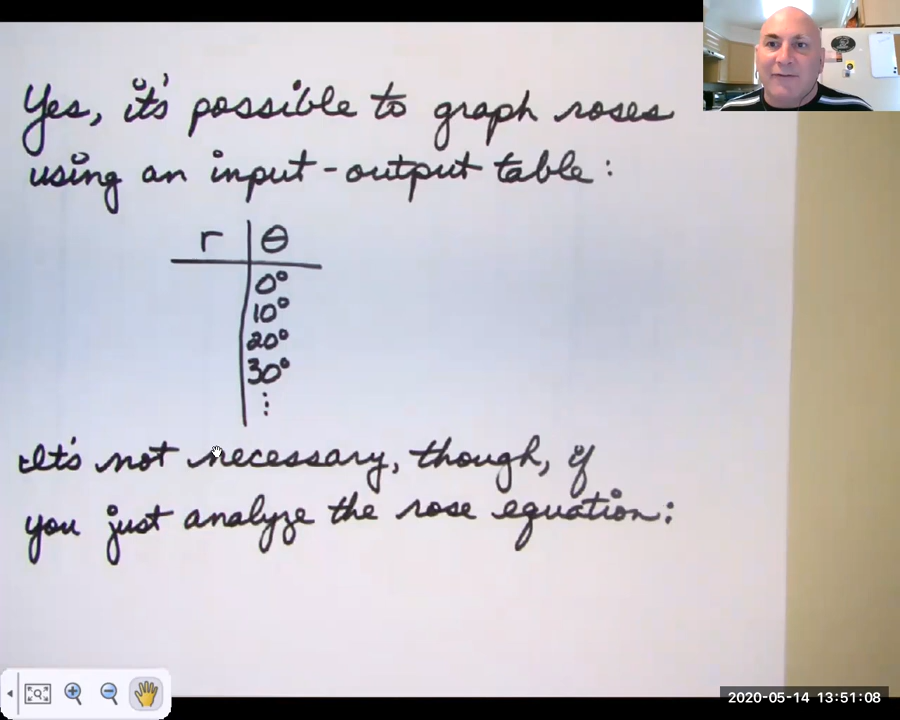 Yes, it's possible to graph roses
using an input-output table:
r θ
0°
10°
20°
30°
⋮
It's not necessary, though, if
you just analyze the rose equation:
2020-05-14 13:51:08